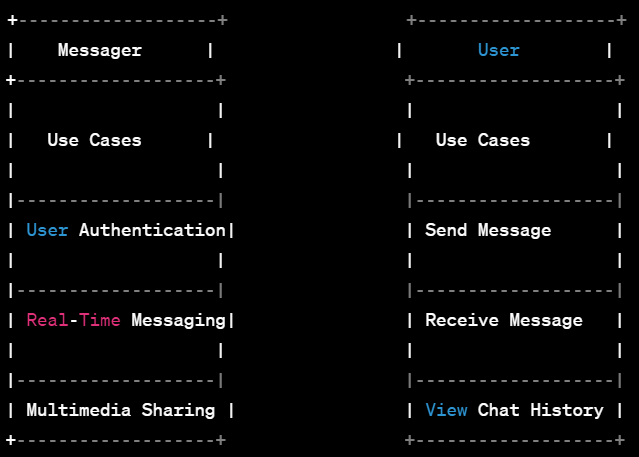 +-------------------+                 +-------------------+
|    Messager      |                 |       User        |
+-------------------+                 +-------------------+
|                   |                 |                   |
|   Use Cases      |                 |   Use Cases       |
|                   |                 |                   |
|-------------------|                 |-------------------|
| User Authentication|                | Send Message      |
|                   |                 |                   |
|-------------------|                 |-------------------|
| Real-Time Messaging|                | Receive Message   |
|                   |                 |                   |
|-------------------|                 |-------------------|
| Multimedia Sharing |                | View Chat History |
+-------------------+                 +-------------------+